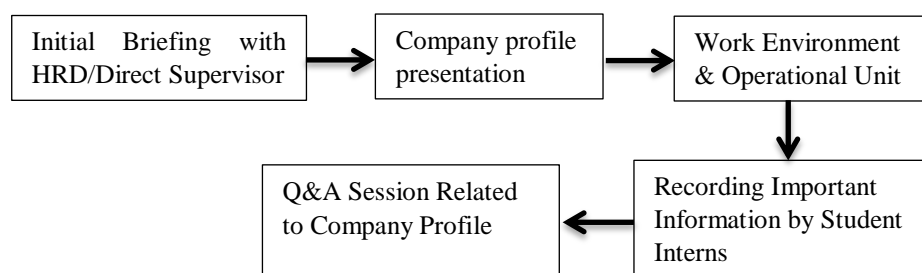 Initial Briefing with
HRD/Direct Supervisor
Company profile
presentation
Work Environment
& Operational Unit
Recording Important
Information by Student
Interns
Q&A Session Related
to Company Profile